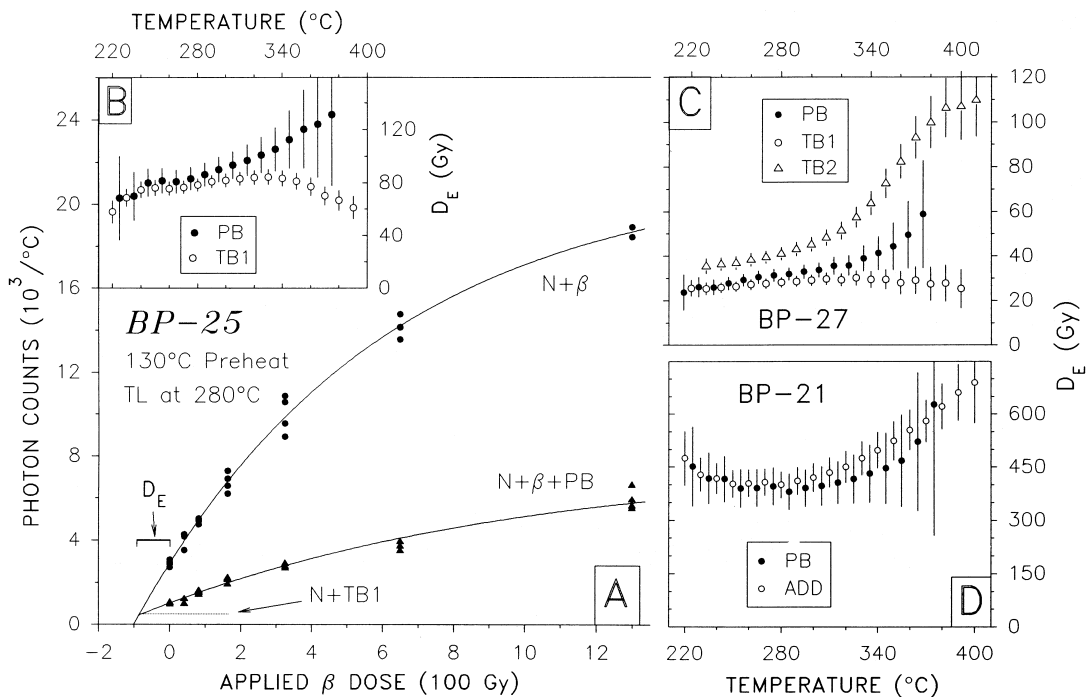 TEMPERATURE (°C)
220 280 340 400
B
24
20
16
12
8
4
0
PHOTON COUNTS (10³/°C)
120
80
40
0
D_E (Gy)
PB
TB1
BP-25
130°C Preheat
TL at 280°C
D_E
N+β
N+β+PB
N+TB1
A
-2 0 2 4 6 8 10 12
APPLIED β DOSE (100 Gy)
220 280 340 400
C
PB
TB1
TB2
BP-27
120
100
80
60
40
20
0
D_E (Gy)
BP-21
600
450
300
150
0
PB
ADD
D
220 280 340 400
TEMPERATURE (°C)